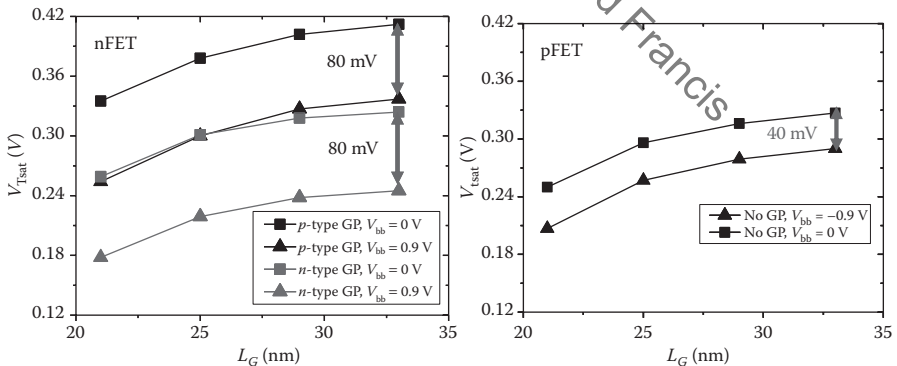 0.42
0.36
0.30
0.24
0.18
0.12
V_Tsat (V)
nFET
80 mV
80 mV
p-type GP, V_bb = 0 V
p-type GP, V_bb = 0.9 V
n-type GP, V_bb = 0 V
n-type GP, V_bb = 0.9 V
20 25 30 35
L_G (nm)
0.42
0.36
0.30
0.24
0.18
0.12
V_tsat (V)
pFET
40 mV
No GP, V_bb = −0.9 V
No GP, V_bb = 0 V
20 25 30 35
L_G (nm)
d Francis